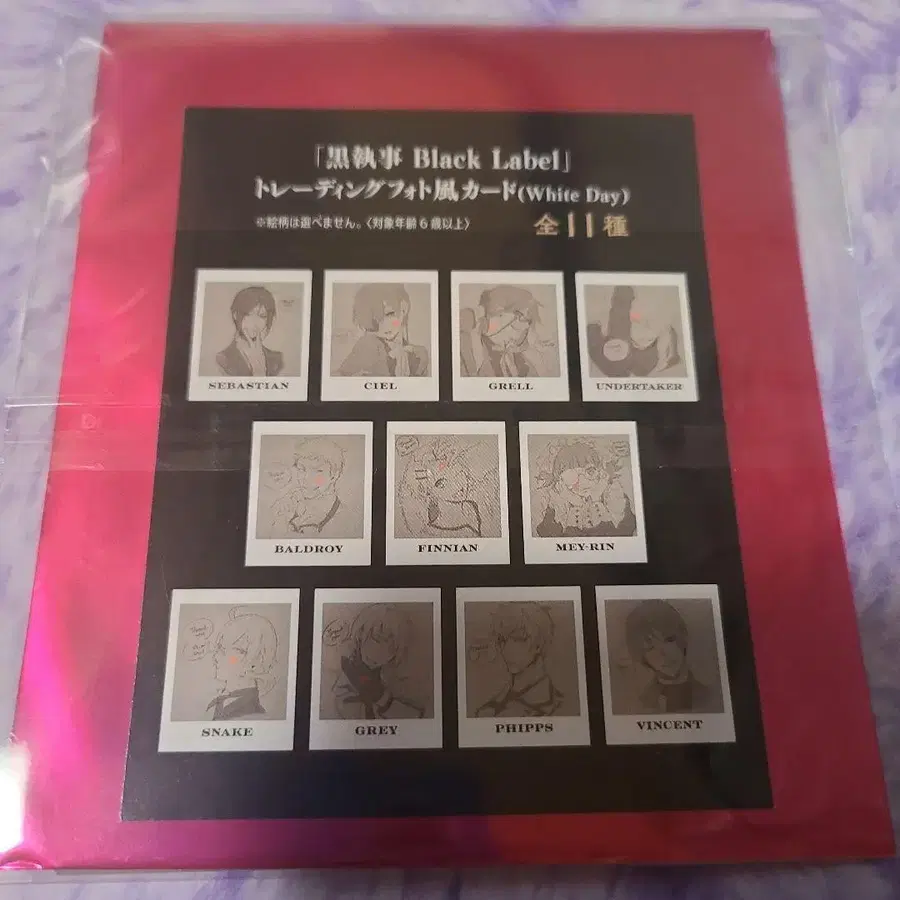 「黒執事 Black Label」
トレーディングフォト風カード(White Day)
※絵柄は選べません。〈対象年齢6歳以上〉
全11種
SEBASTIAN
CIEL
GRELL
UNDERTAKER
BALDROY
FINNIAN
MEY-RIN
SNAKE
GREY
PHIPPS
VINCENT